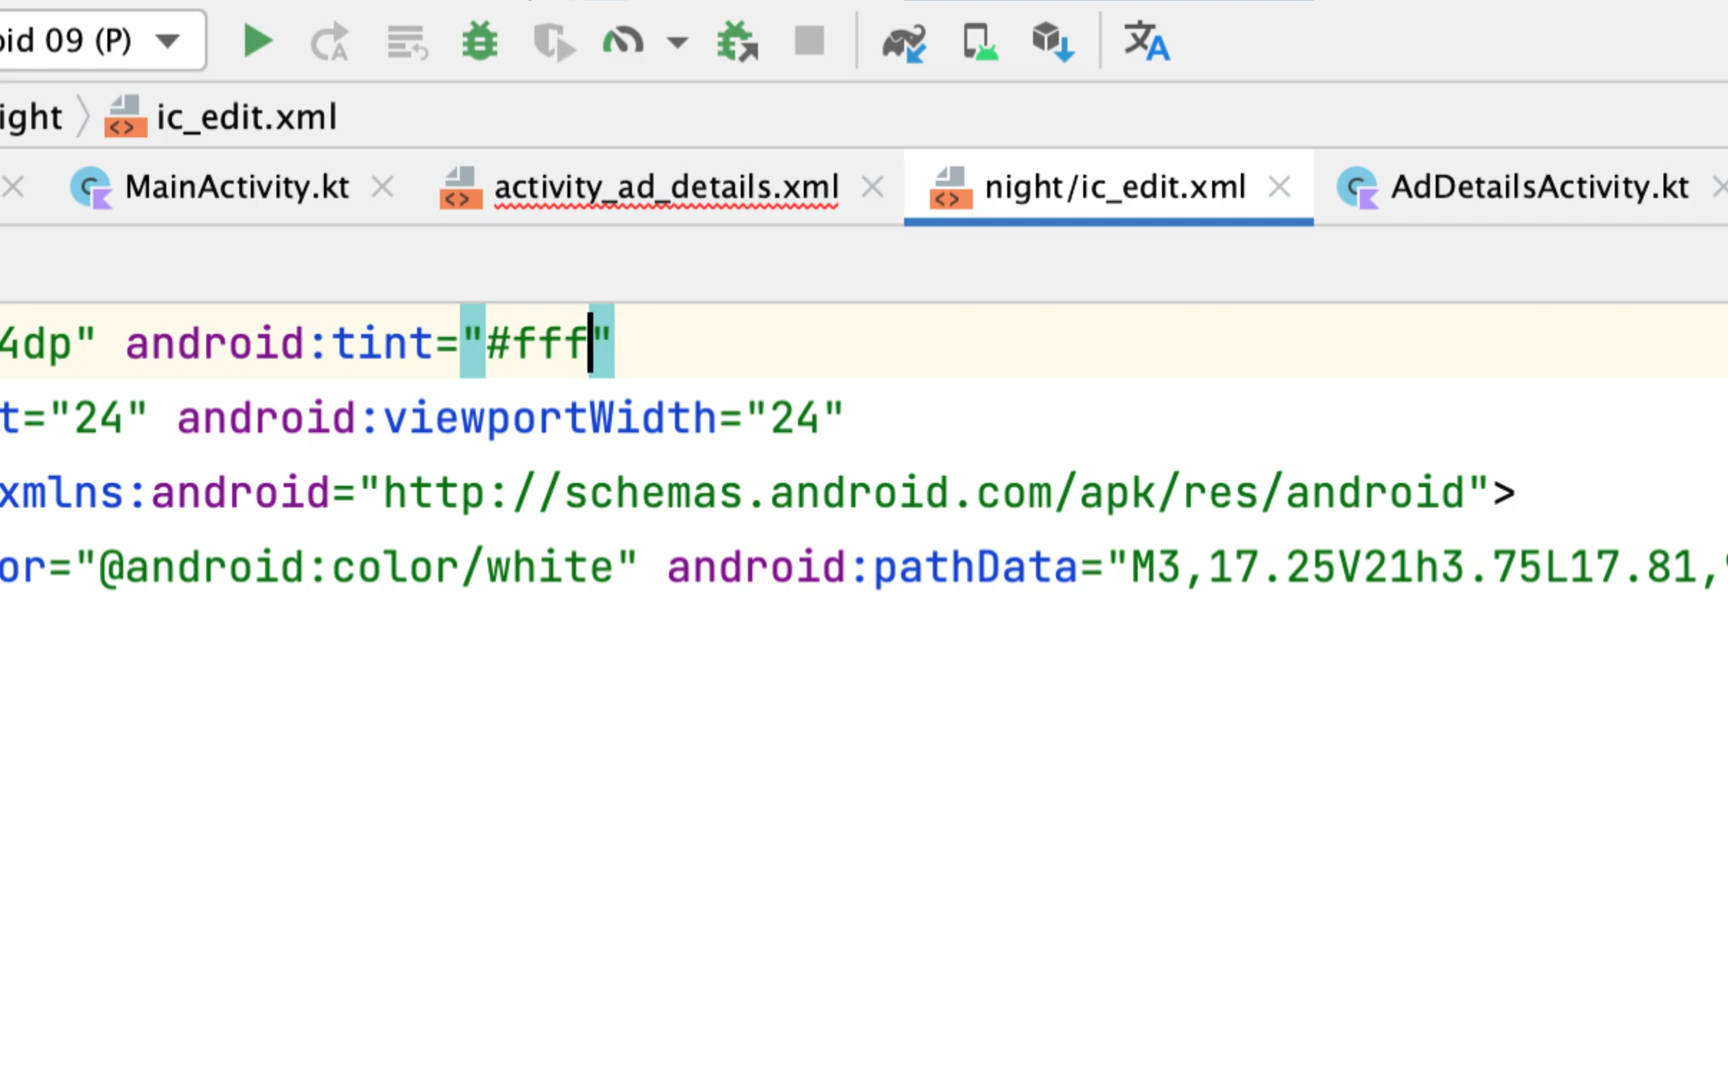 oid 09 (P)
ight ic_edit.xml
MainActivity.kt activity_ad_details.xml night/ic_edit.xml AdDetailsActivity.kt
4dp" android:tint="#fff"
t="24" android:viewportWidth="24"
xmlns:android="http://schemas.android.com/apk/res/android">
or="@android:color/white" android:pathData="M3,17.25V21h3.75L17.81,